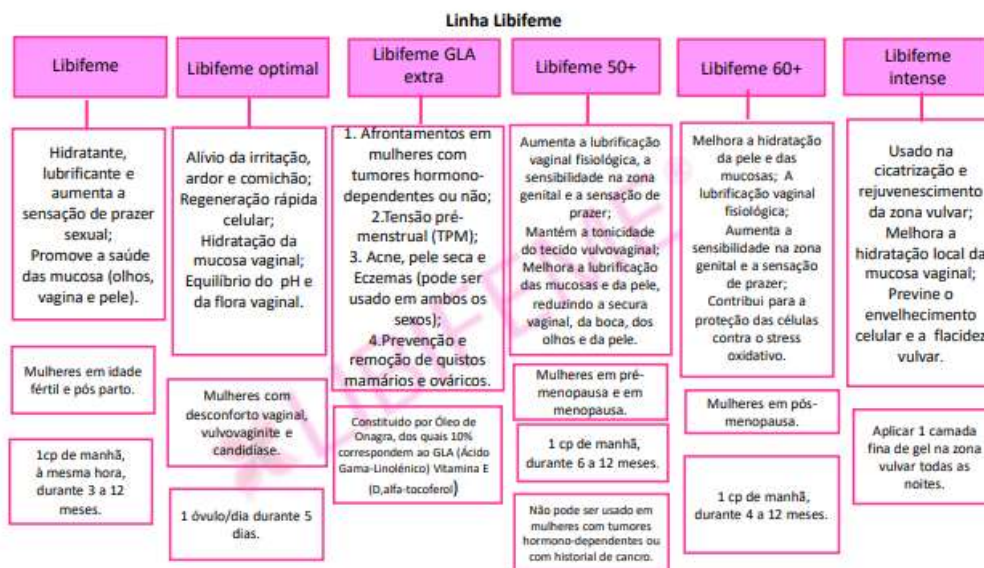 Linha Libifeme
Libifeme
Hidratante,
lubrificante e
aumenta a
sensação de prazer
sexual;
Promove a saúde
das mucosa (olhos,
vagina e pele).
Mulheres em idade
fértil e pós parto.
1cp de manhã,
à mesma hora,
durante 3 a 12
meses.
Libifeme optimal
Alívio da irritação,
ardor e comichão;
Regeneração rápida
celular;
Hidratação da
mucosa vaginal;
Equilíbrio do pH e
da flora vaginal.
Mulheres com
desconforto vaginal,
vulvovaginite e
candidíase.
1 óvulo/dia durante 5
dias.
Libifeme GLA
extra
1. Afrontamentos em
mulheres com
tumores hormono-
dependentes ou não;
2.Tensão pré-
menstrual (TPM);
3. Acne, pele seca e
Eczemas (pode ser
usado em ambos os
sexos);
4.Prevenção e
remoção de quistos
mamários e ováricos.
Constituido por Óleo de
Onagra, dos quais 10%
correspondem ao GLA (Ácido
Gama-Linolénico) Vitamina E
(D,alfa-tocoferol)
Libifeme 50+
Aumenta a lubrificação
vaginal fisiológica, a
sensibilidade na zona
genital e a sensação de
prazer;
Mantém a tonicidade
do tecido vulvovaginal;
Melhora a lubrificação
das mucosas e da pele,
reduzindo a secura
vaginal, da boca, dos
olhos e da pele.
Mulheres em pré-
menopausa e em
menopausa.
1 cp de manhã,
durante 6 a 12 meses.
Não pode ser usado em
mulheres com tumores
hormono-dependentes ou
com historial de cancro.
Libifeme 60+
Melhora a hidratação
da pele e das
mucosas; A
lubrificação vaginal
fisiológica;
Aumenta a
sensibilidade na zona
genital e a sensação
de prazer;
Contribui para a
proteção das células
contra o stress
oxidativo.
Mulheres em pós-
menopausa.
1 cp de manhã,
durante 4 a 12 meses.
Libifeme
intense
Usado na
cicatrização e
rejuvenescimento
da zona vulvar;
Melhora a
hidratação local da
mucosa vaginal;
Previne o
envelhecimento
celular e a flacidez
vulvar.
Aplicar 1 camada
fina de gel na zona
vulvar todas as
noites.
LIBIFEME®